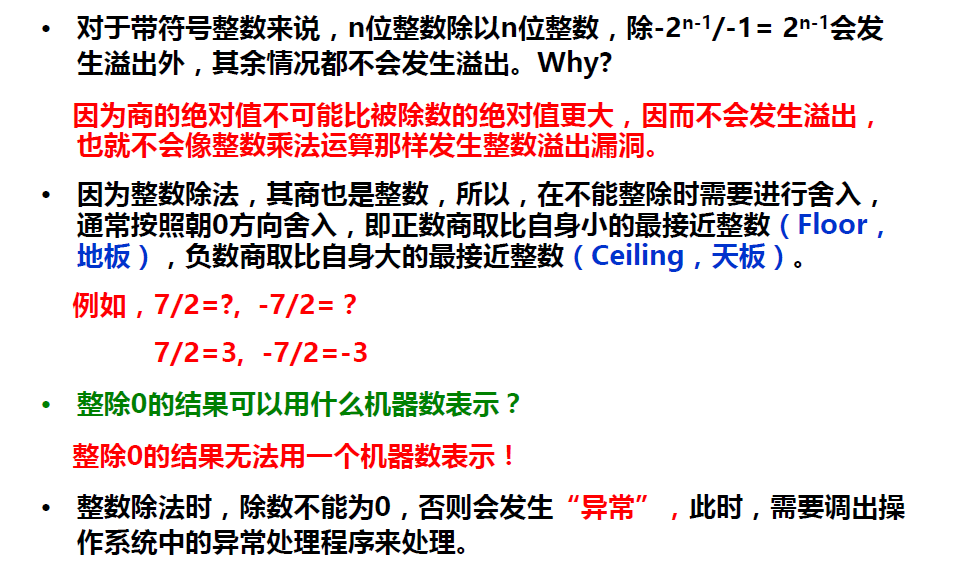 • 对于带符号整数来说，n位整数除以n位整数，除-2ⁿ⁻¹/-1= 2ⁿ⁻¹会发
生溢出外，其余情况都不会发生溢出。Why?
因为商的绝对值不可能比被除数的绝对值更大，因而不会发生溢出，
也就不会像整数乘法运算那样发生整数溢出漏洞。
• 因为整数除法，其商也是整数，所以，在不能整除时需要进行舍入，
通常按照朝0方向舍入，即正数商取比自身小的最接近整数（Floor，
地板），负数商取比自身大的最接近整数（Ceiling，天板）。
例如，7/2=?, -7/2=？
7/2=3, -7/2=-3
• 整除0的结果可以用什么机器数表示？
整除0的结果无法用一个机器数表示！
• 整数除法时，除数不能为0，否则会发生“异常”，此时，需要调出操
作系统中的异常处理程序来处理。